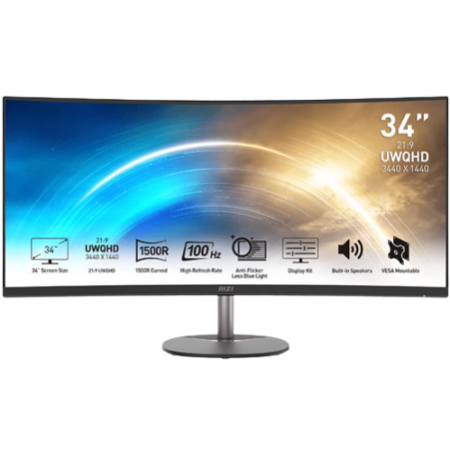 34”
21:9
UWQHD
3440 X 1440
34”
34” Screen Size
21:9
UWQHD
3440 X 1440
21:9 UWQHD
1500R
1500R Curved
100Hz
High Refresh Rate
Anti-Flicker
Less Blue Light
Display Kit
Built-in Speakers
VESA Mountable
msi